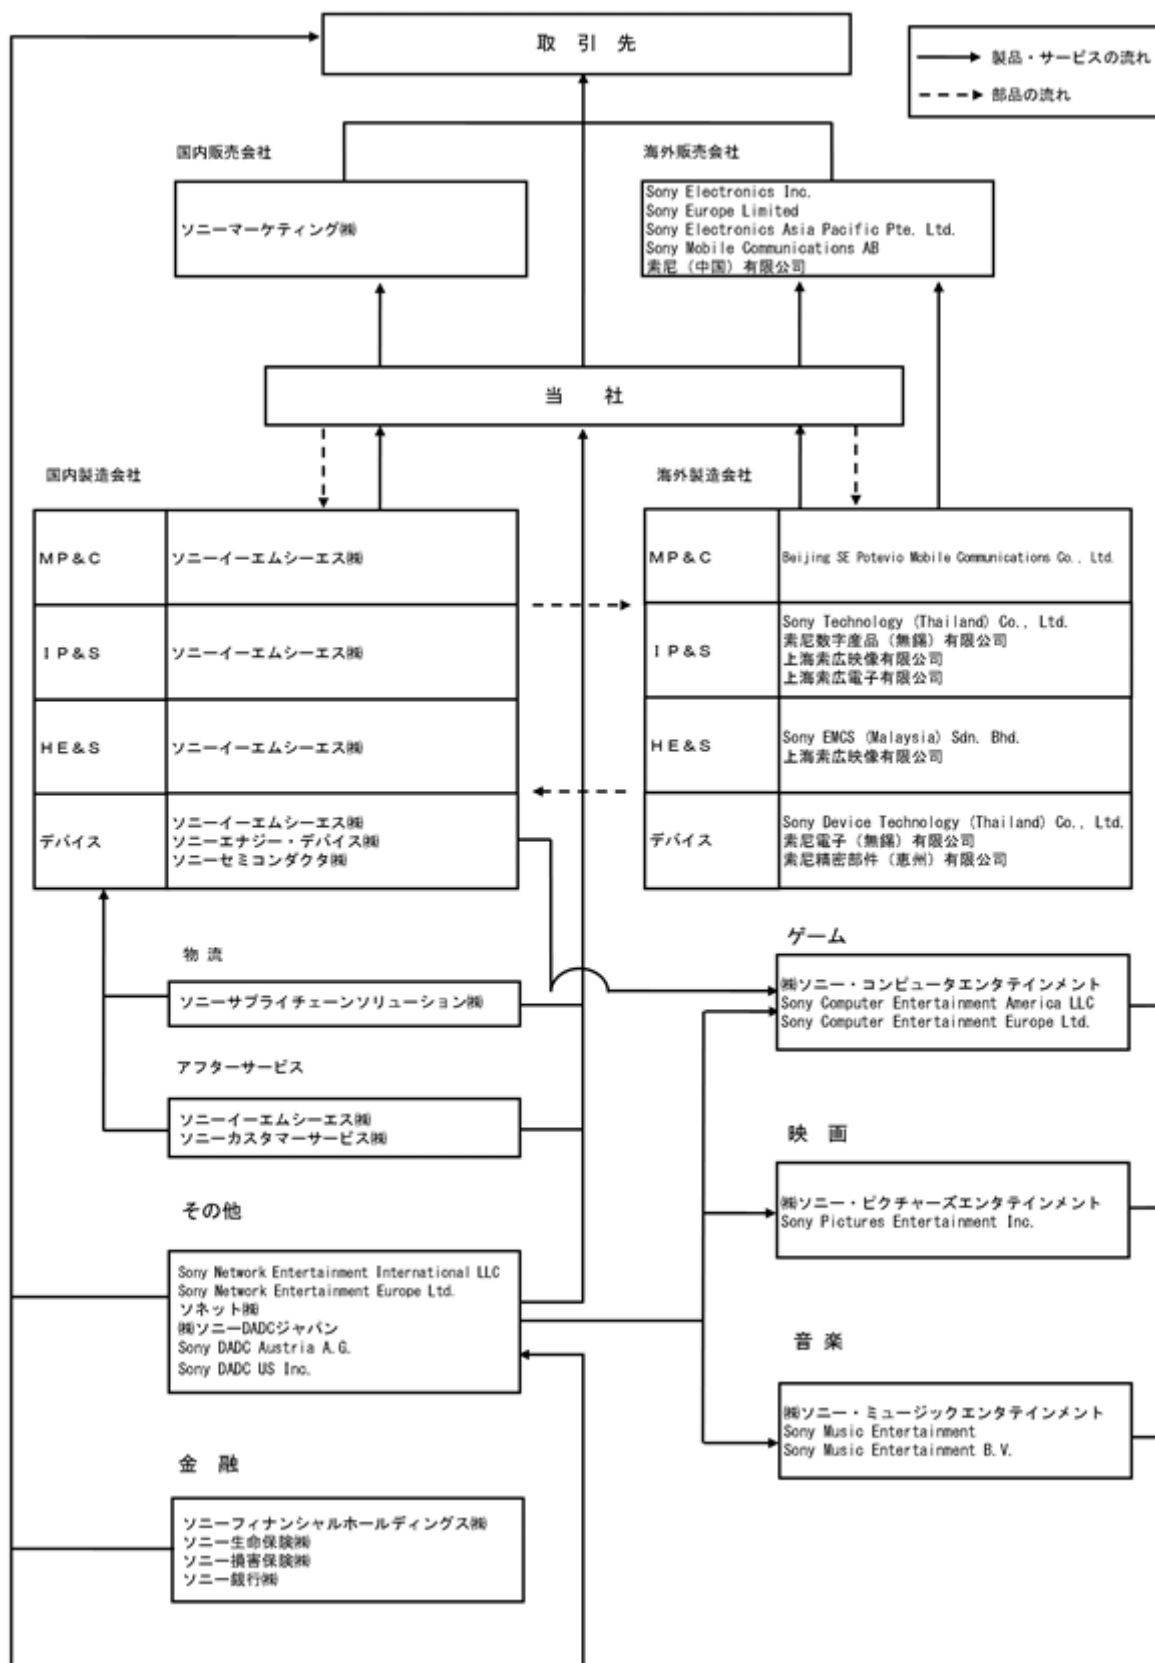 取 引 先
製品・サービスの流れ
部品の流れ
国内販売会社
ソニーマーケティング㈱
海外販売会社
Sony Electronics Inc.
Sony Europe Limited
Sony Electronics Asia Pacific Pte. Ltd.
Sony Mobile Communications AB
索尼（中国）有限公司
当 社
国内製造会社
MP&C
ソニーイーエムシーエス㈱
IP&S
ソニーイーエムシーエス㈱
HE&S
ソニーイーエムシーエス㈱
デバイス
ソニーイーエムシーエス㈱
ソニーエナジー・デバイス㈱
ソニーセミコンダクタ㈱
海外製造会社
MP&C
Beijing SE Potevio Mobile Communications Co., Ltd.
IP&S
Sony Technology (Thailand) Co., Ltd.
索尼数字産品（無錫）有限公司
上海索広映像有限公司
上海索広電子有限公司
HE&S
Sony EMCS (Malaysia) Sdn. Bhd.
上海索広映像有限公司
デバイス
Sony Device Technology (Thailand) Co., Ltd.
索尼電子（無錫）有限公司
索尼精密部件（恵州）有限公司
物 流
ソニーサプライチェーンソリューション㈱
アフターサービス
ソニーイーエムシーエス㈱
ソニーカスタマーサービス㈱
その他
Sony Network Entertainment International LLC
Sony Network Entertainment Europe Ltd.
ソネット㈱
㈱ソニーDADCジャパン
Sony DADC Austria A.G.
Sony DADC US Inc.
金 融
ソニーフィナンシャルホールディングス㈱
ソニー生命保険㈱
ソニー損害保険㈱
ソニー銀行㈱
ゲーム
㈱ソニー・コンピュータエンタテインメント
Sony Computer Entertainment America LLC
Sony Computer Entertainment Europe Ltd.
映 画
㈱ソニー・ピクチャーズエンタテインメント
Sony Pictures Entertainment Inc.
音 楽
㈱ソニー・ミュージックエンタテインメント
Sony Music Entertainment
Sony Music Entertainment B.V.